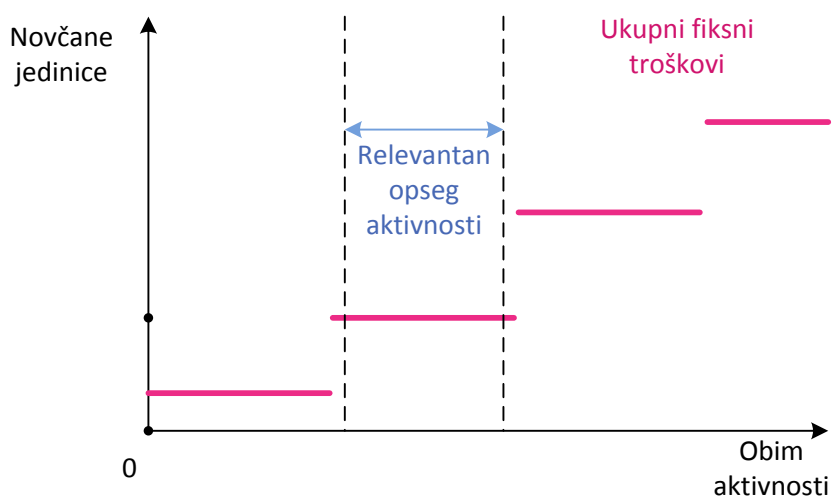 Novčane
jedinice
Ukupni fiksni
troškovi
Relevantan
opseg
aktivnosti
0
Obim
aktivnosti